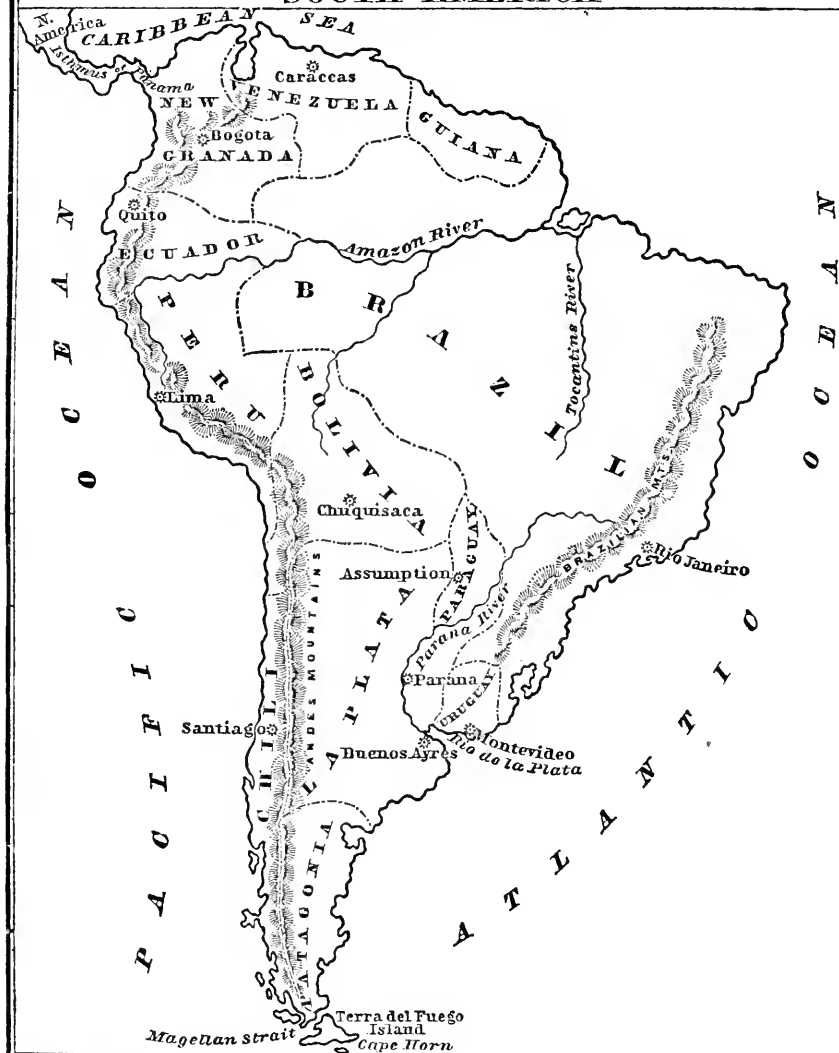 SOUTH AMERICA
N.
America
CARIBBEAN SEA
Isthmus of Panama
Caraccas
VENEZUELA
NEW
GRANADA
Bogota
GUIANA
Quito
ECUADOR
Amazon River
OCEAN
OCEAN
PERU
BRAZIL
Tocantins River
Lima
BOLIVIA
Chuquisaca
BRAZILIAN MTS.
Rio Janeiro
Assumption
PARAGUAY
Parana River
ANDES MOUNTAINS
LA PLATA
Parana
URUGUAY
CHILI
Santiago
Buenos Ayres
Montevideo
Rio de la Plata
PACIFIC
ATLANTIC
PATAGONIA
Terra del Fuego
Island
Magellan Strait
Cape Horn